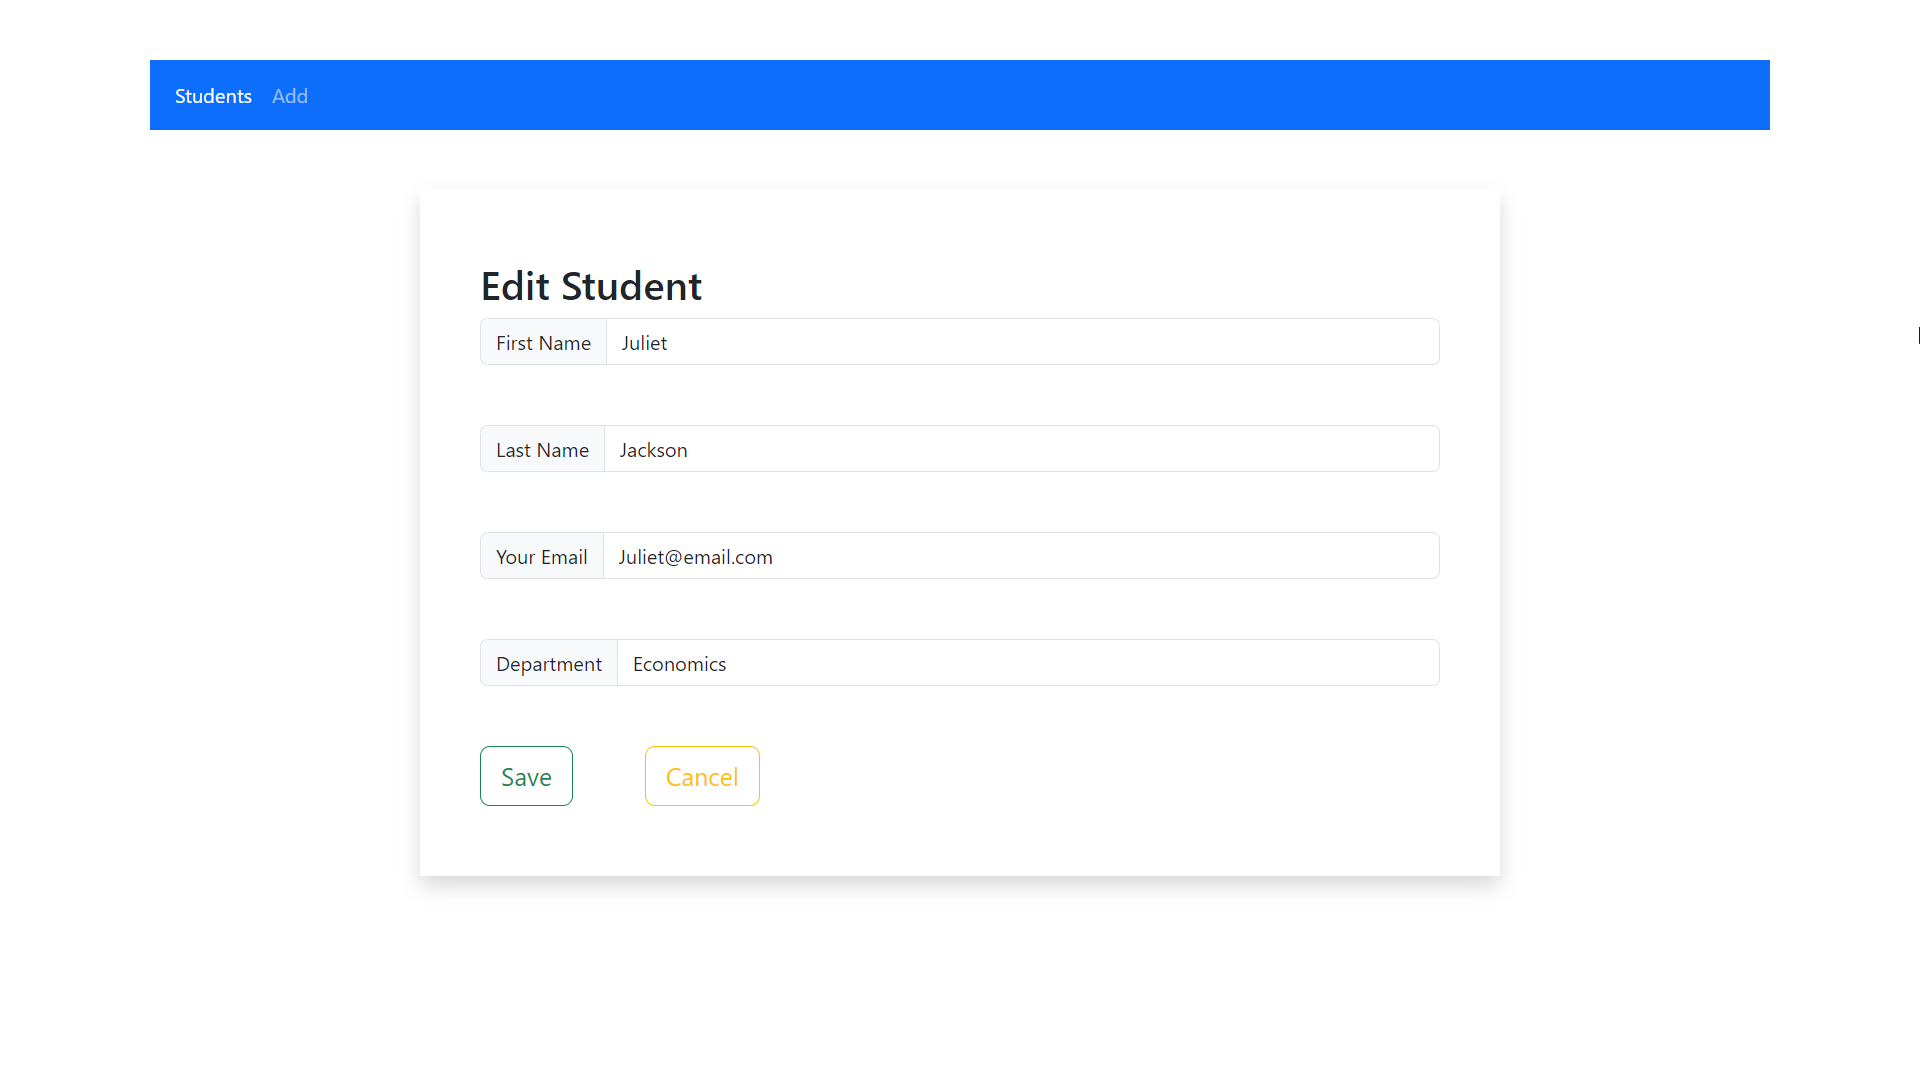 Students Add
Edit Student
First Name Juliet
Last Name Jackson
Your Email Juliet@email.com
Department Economics
Save Cancel